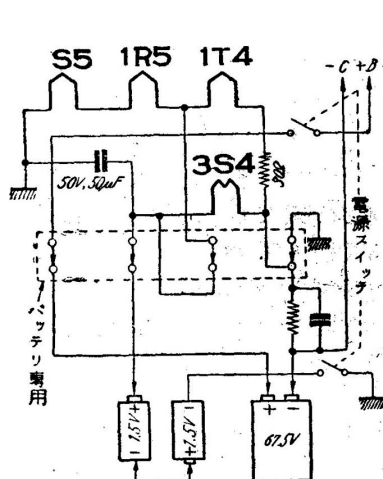 -C +B
S5 1R5 1T4
3S4
50V, 50μF
電源スイッチ
バッテリ専用
1.5V+ -
+1.5V -
+ -
67.5V